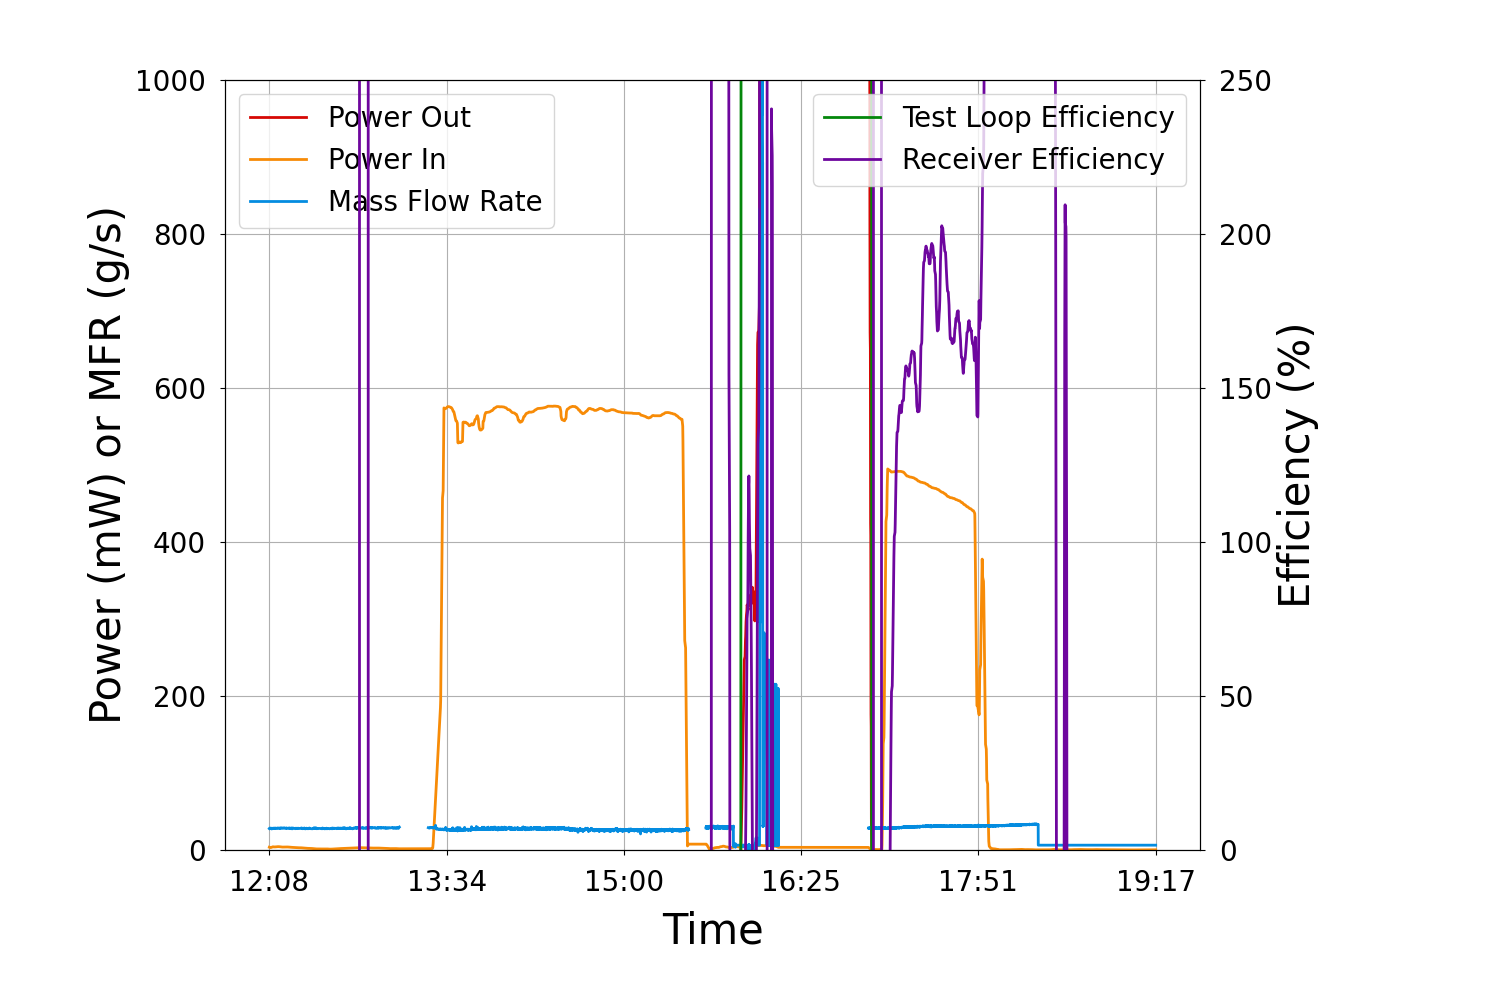 1000
800
600
400
200
0
Power (mW) or MFR (g/s)
Power Out
Power In
Mass Flow Rate
Test Loop Efficiency
Receiver Efficiency
250
200
150
100
50
0
Efficiency (%)
12:08 13:34 15:00 16:25 17:51 19:17
Time